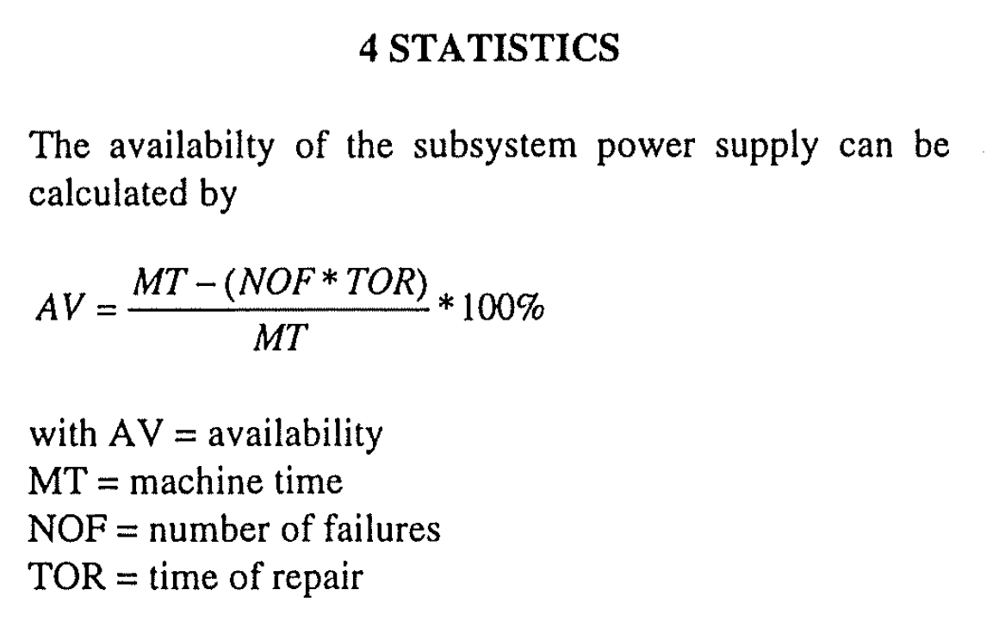 4 STATISTICS
The availabilty of the subsystem power supply can be
calculated by
AV = \frac{MT - (NOF * TOR)}{MT} * 100%
with AV = availability
MT = machine time
NOF = number of failures
TOR = time of repair